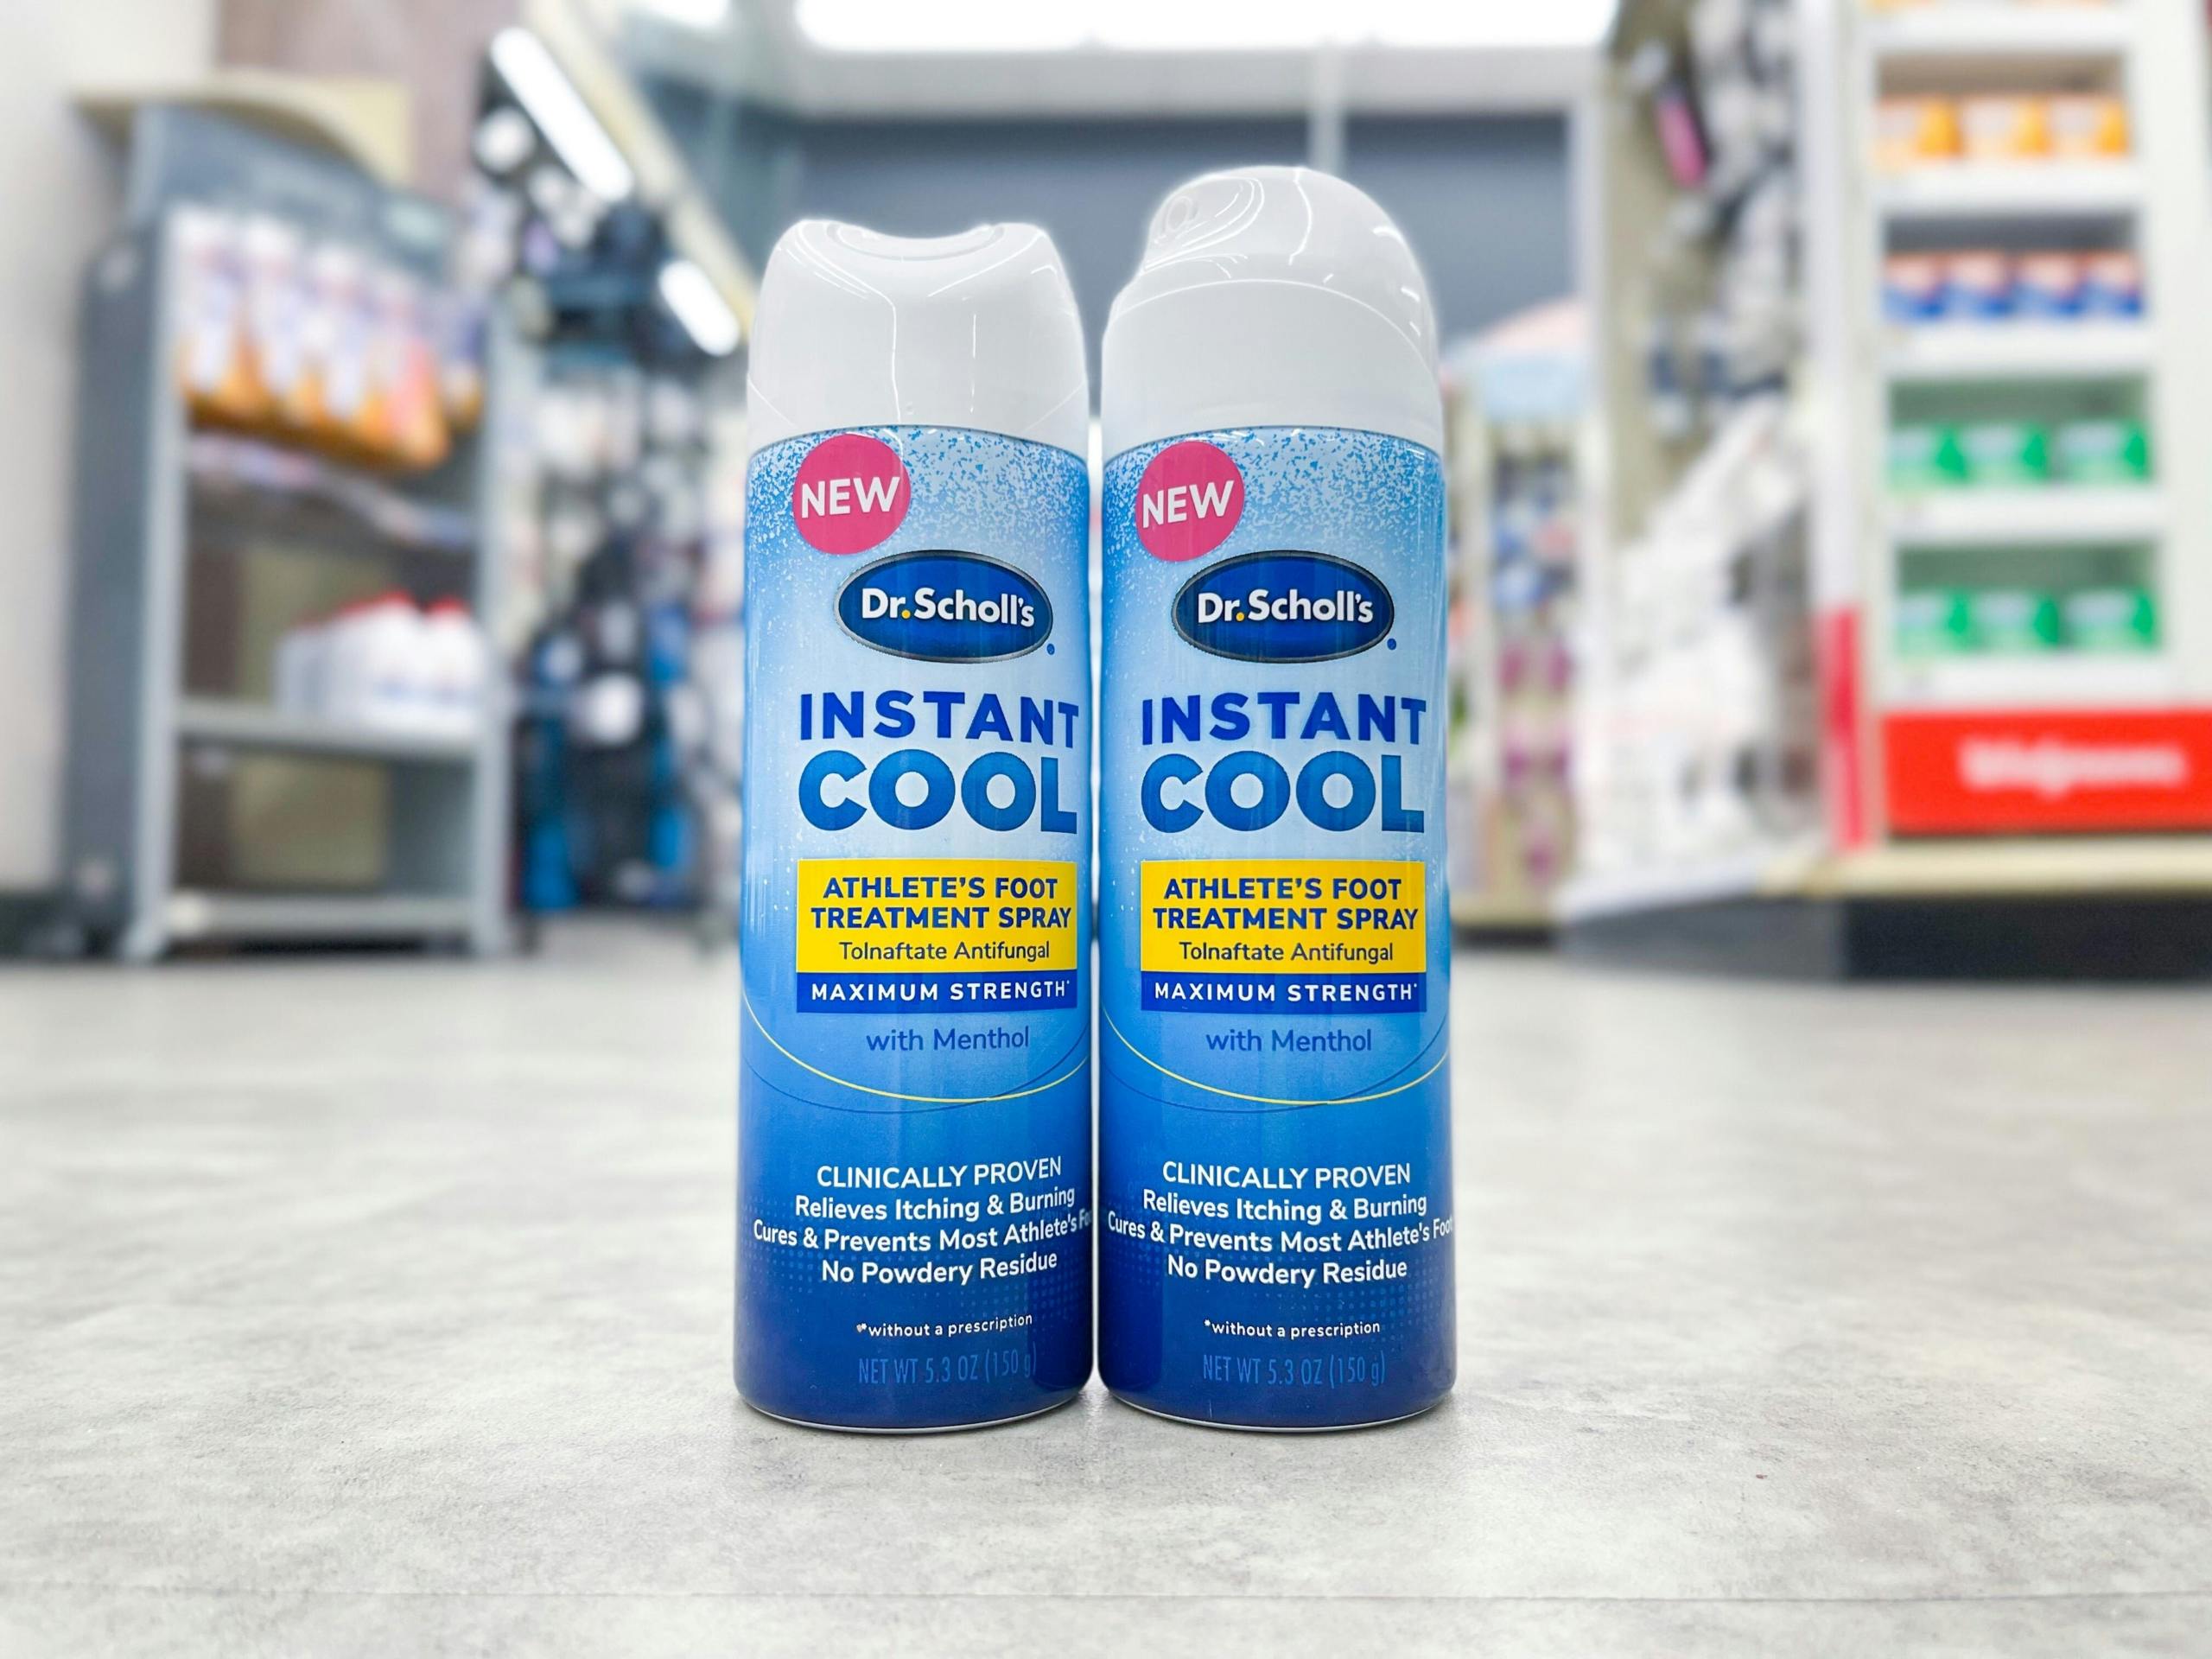 NEW
Dr.Scholl's
INSTANT
COOL
ATHLETE'S FOOT
TREATMENT SPRAY
Tolnaftate Antifungal
MAXIMUM STRENGTH*
with Menthol
CLINICALLY PROVEN
Relieves Itching & Burning
Cures & Prevents Most Athlete's Fo
No Powdery Residue
*without a prescription
NET WT 5.3 OZ (150 g)
NEW
Dr.Scholl's
INSTANT
COOL
ATHLETE'S FOOT
TREATMENT SPRAY
Tolnaftate Antifungal
MAXIMUM STRENGTH*
with Menthol
CLINICALLY PROVEN
Relieves Itching & Burning
Cures & Prevents Most Athlete's Foot
No Powdery Residue
*without a prescription
NET WT 5.3 OZ (150 g)
Walgreens